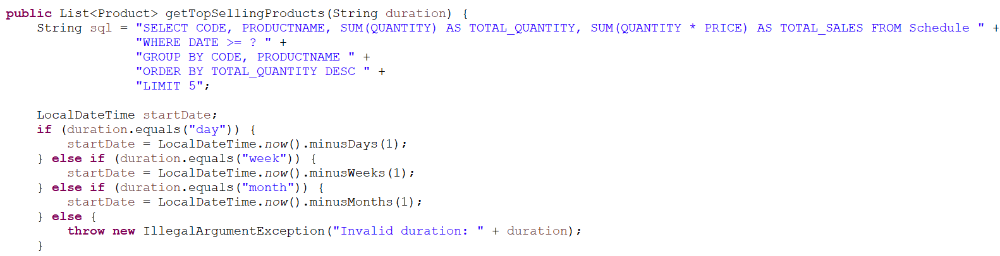 public List<Product> getTopSellingProducts(String duration) {
    String sql = "SELECT CODE, PRODUCTNAME, SUM(QUANTITY) AS TOTAL_QUANTITY, SUM(QUANTITY * PRICE) AS TOTAL_SALES FROM Schedule " +
                 "WHERE DATE >= ? " +
                 "GROUP BY CODE, PRODUCTNAME " +
                 "ORDER BY TOTAL_QUANTITY DESC " +
                 "LIMIT 5";

    LocalDateTime startDate;
    if (duration.equals("day")) {
        startDate = LocalDateTime.now().minusDays(1);
    } else if (duration.equals("week")) {
        startDate = LocalDateTime.now().minusWeeks(1);
    } else if (duration.equals("month")) {
        startDate = LocalDateTime.now().minusMonths(1);
    } else {
        throw new IllegalArgumentException("Invalid duration: " + duration);
    }